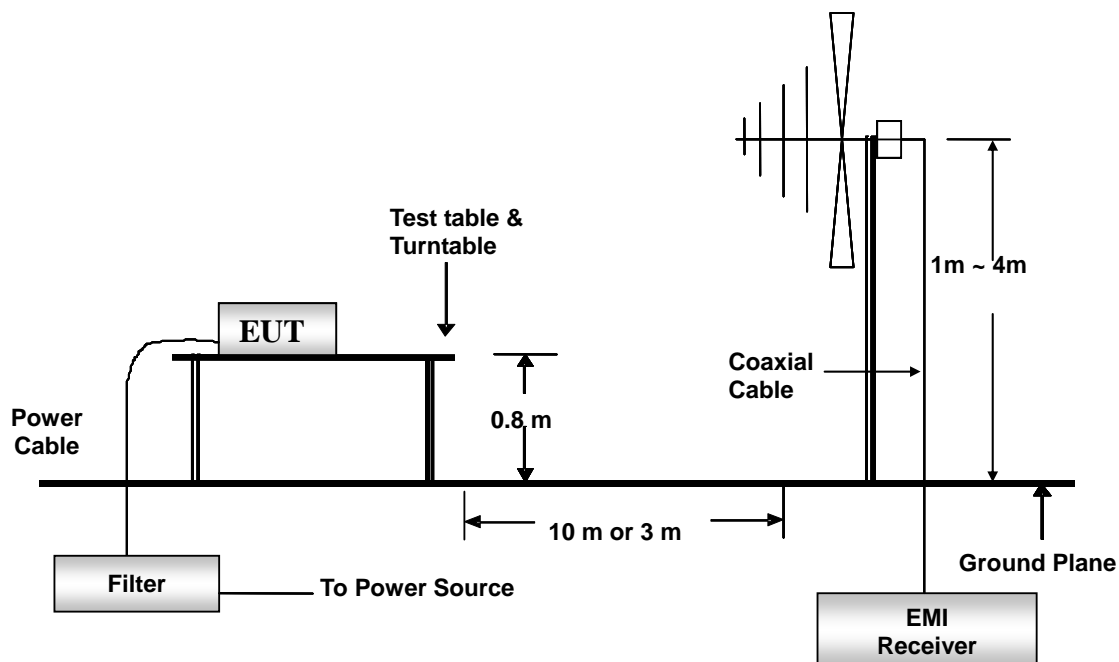 Test table &
Turntable
1m ~ 4m
EUT
Coaxial
Cable
0.8 m
Power
Cable
10 m or 3 m
Ground Plane
Filter
To Power Source
EMI
Receiver